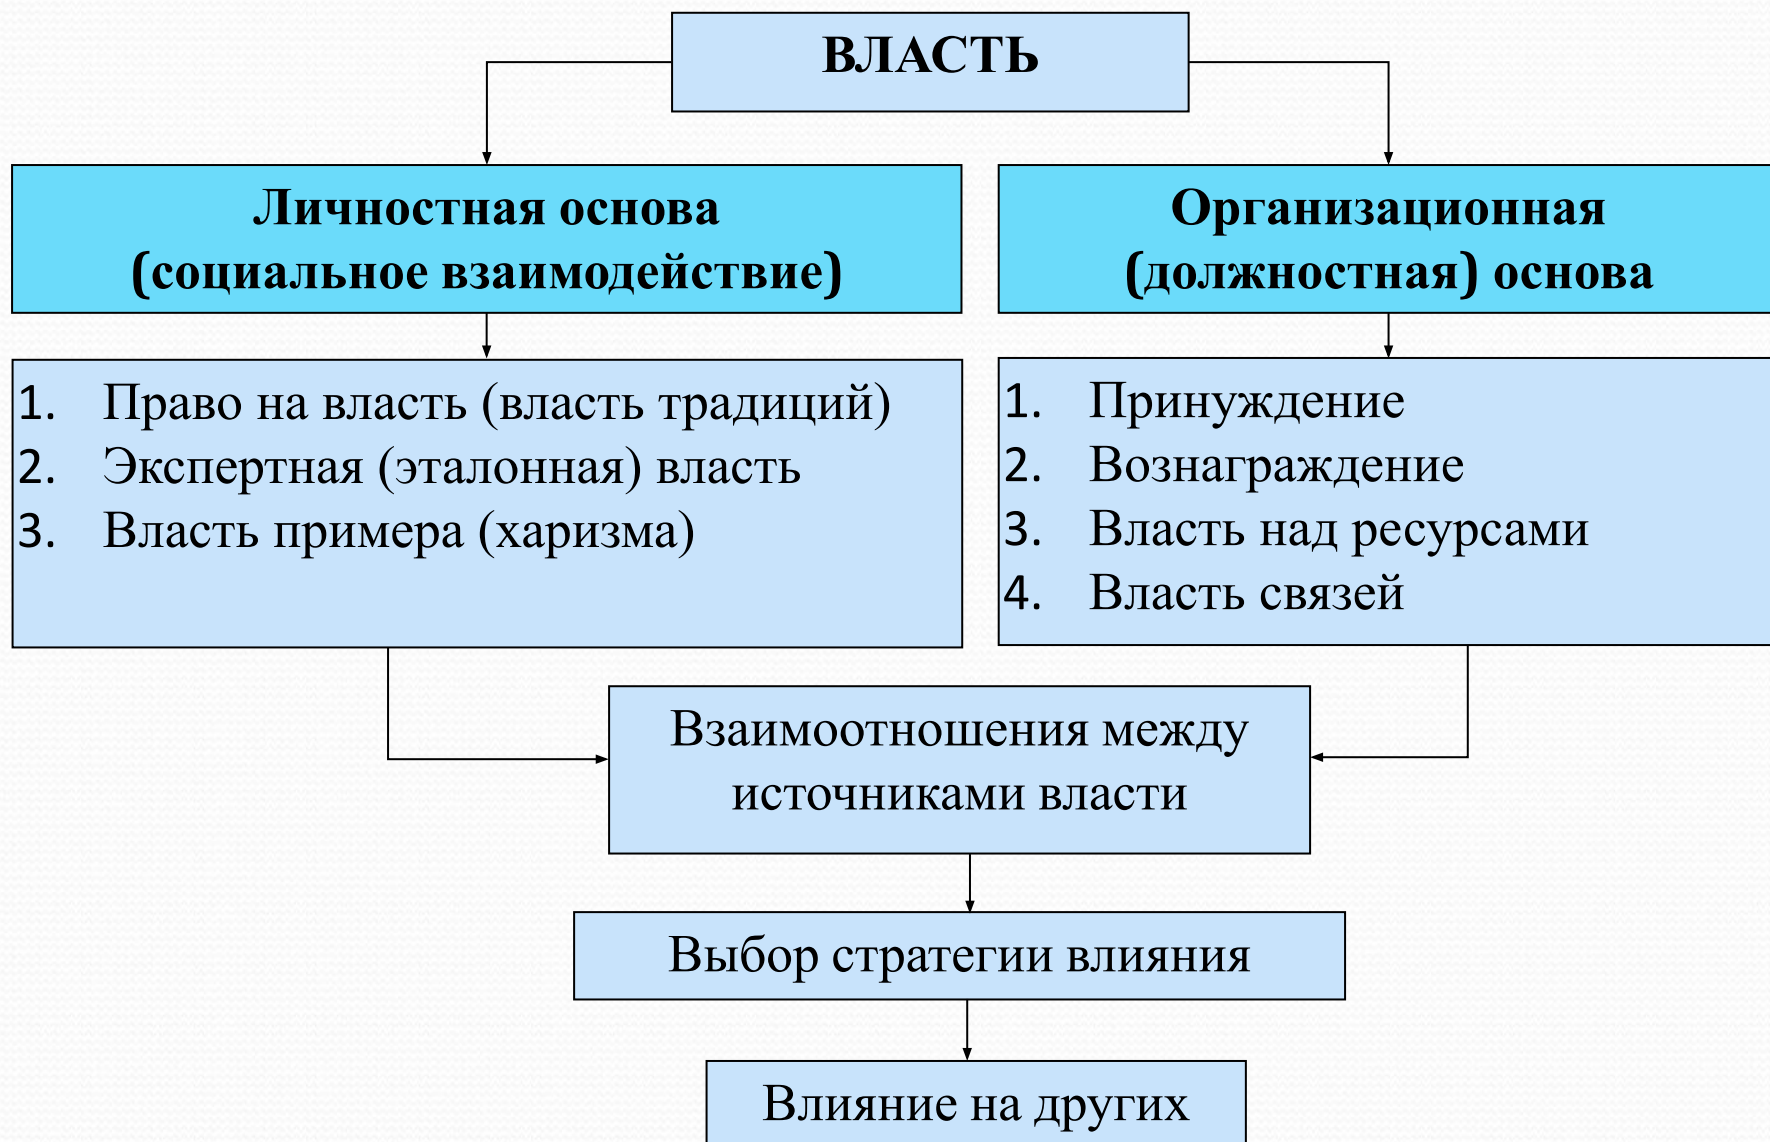 ВЛАСТЬ
Личностная основа
(социальное взаимодействие)
Организационная
(должностная) основа
1. Право на власть (власть традиций)
2. Экспертная (эталонная) власть
3. Власть примера (харизма)
1. Принуждение
2. Вознаграждение
3. Власть над ресурсами
4. Власть связей
Взаимоотношения между
источниками власти
Выбор стратегии влияния
Влияние на других